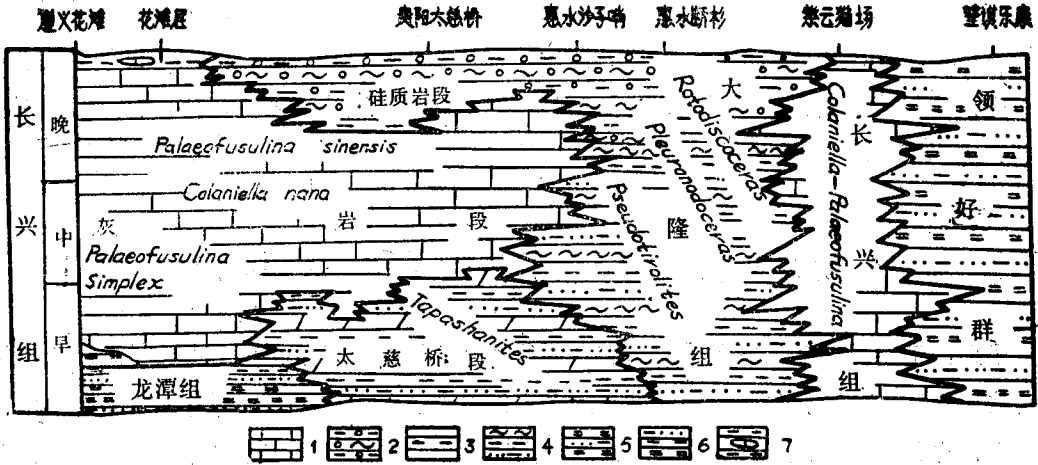 遵义花滩 花滩层 贵阳大慈桥 惠水沙子哨 惠水断杉 紫云猫场 望谟乐康
长兴组
晚
中
早
硅质岩段
Palaeofusulina sinensis
Colaniella nana
灰岩段
Palaeofusulina
Simplex
太慈桥段
龙潭组
Tapashanites
Pseudotirolites
Pleuronodoceras
Rotodiscoceras
大隆组
Colaniella-Palaeofusulina
长兴组
领好群
1 2 3 4 5 6 7